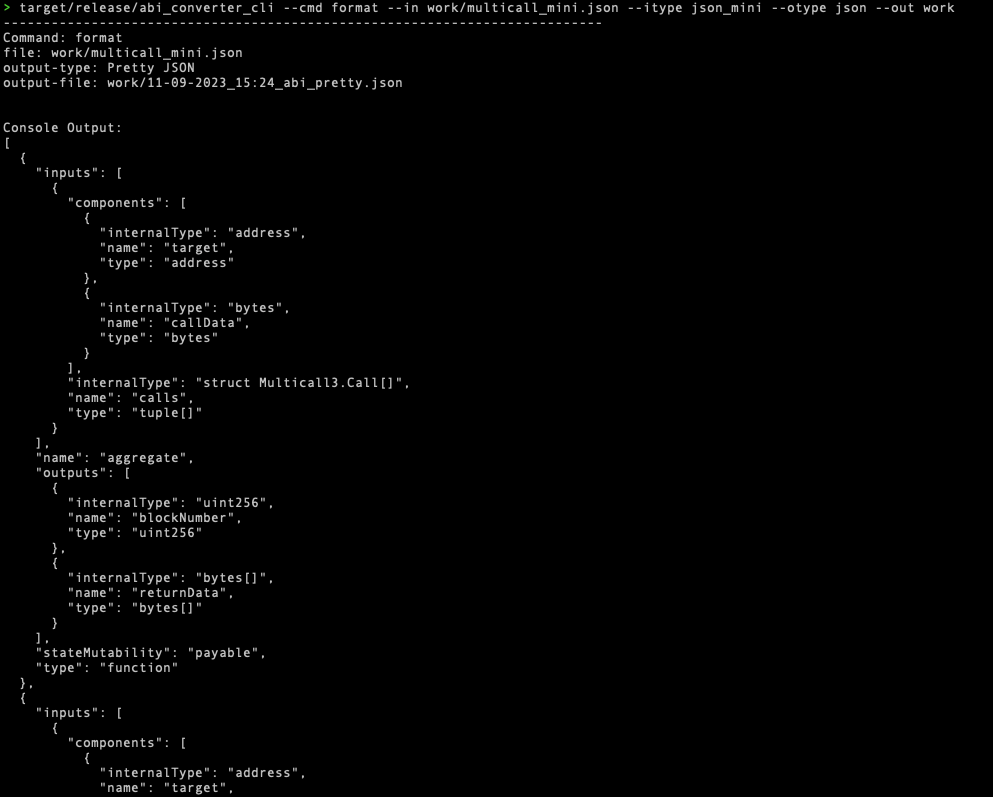 > target/release/abi_converter_cli --cmd format --in work/multicall_mini.json --itype json_mini --otype json --out work
---------------------------------------------------------------------------
Command: format
file: work/multicall_mini.json
output-type: Pretty JSON
output-file: work/11-09-2023_15:24_abi_pretty.json

Console Output:
[
  {
    "inputs": [
      {
        "components": [
          {
            "internalType": "address",
            "name": "target",
            "type": "address"
          },
          {
            "internalType": "bytes",
            "name": "callData",
            "type": "bytes"
          }
        ],
        "internalType": "struct Multicall3.Call[]",
        "name": "calls",
        "type": "tuple[]"
      }
    ],
    "name": "aggregate",
    "outputs": [
      {
        "internalType": "uint256",
        "name": "blockNumber",
        "type": "uint256"
      },
      {
        "internalType": "bytes[]",
        "name": "returnData",
        "type": "bytes[]"
      }
    ],
    "stateMutability": "payable",
    "type": "function"
  },
  {
    "inputs": [
      {
        "components": [
          {
            "internalType": "address",
            "name": "target",